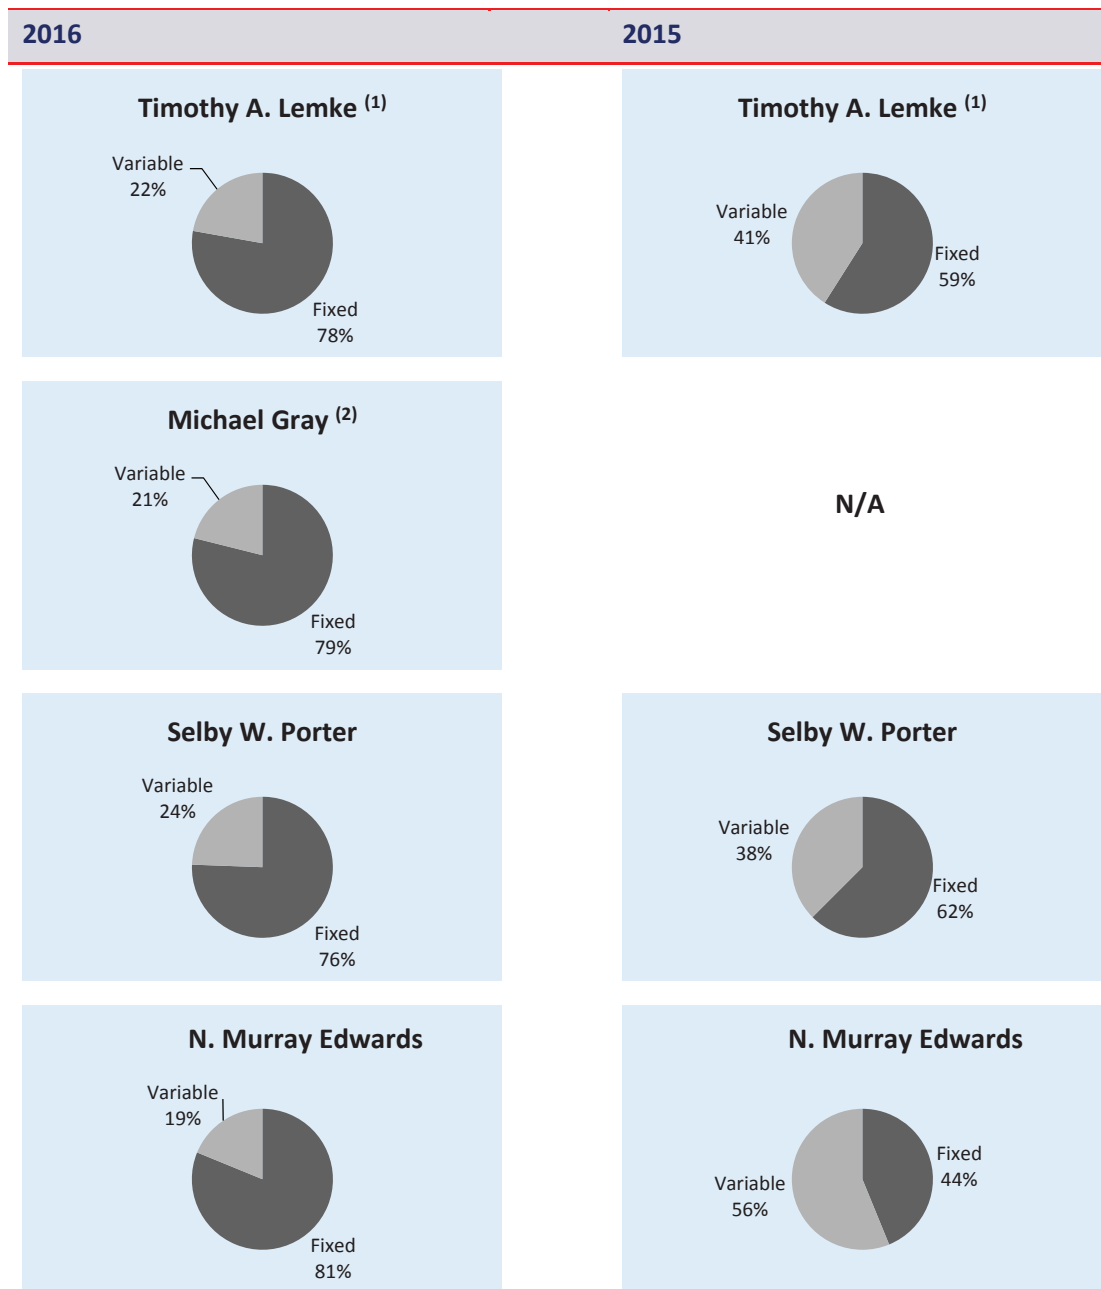 2016
2015
Timothy A. Lemke (1)
Variable
22%
Fixed
78%
Timothy A. Lemke (1)
Variable
41%
Fixed
59%
Michael Gray (2)
Variable
21%
Fixed
79%
N/A
Selby W. Porter
Variable
24%
Fixed
76%
Selby W. Porter
Variable
38%
Fixed
62%
N. Murray Edwards
Variable
19%
Fixed
81%
N. Murray Edwards
Fixed
44%
Variable
56%